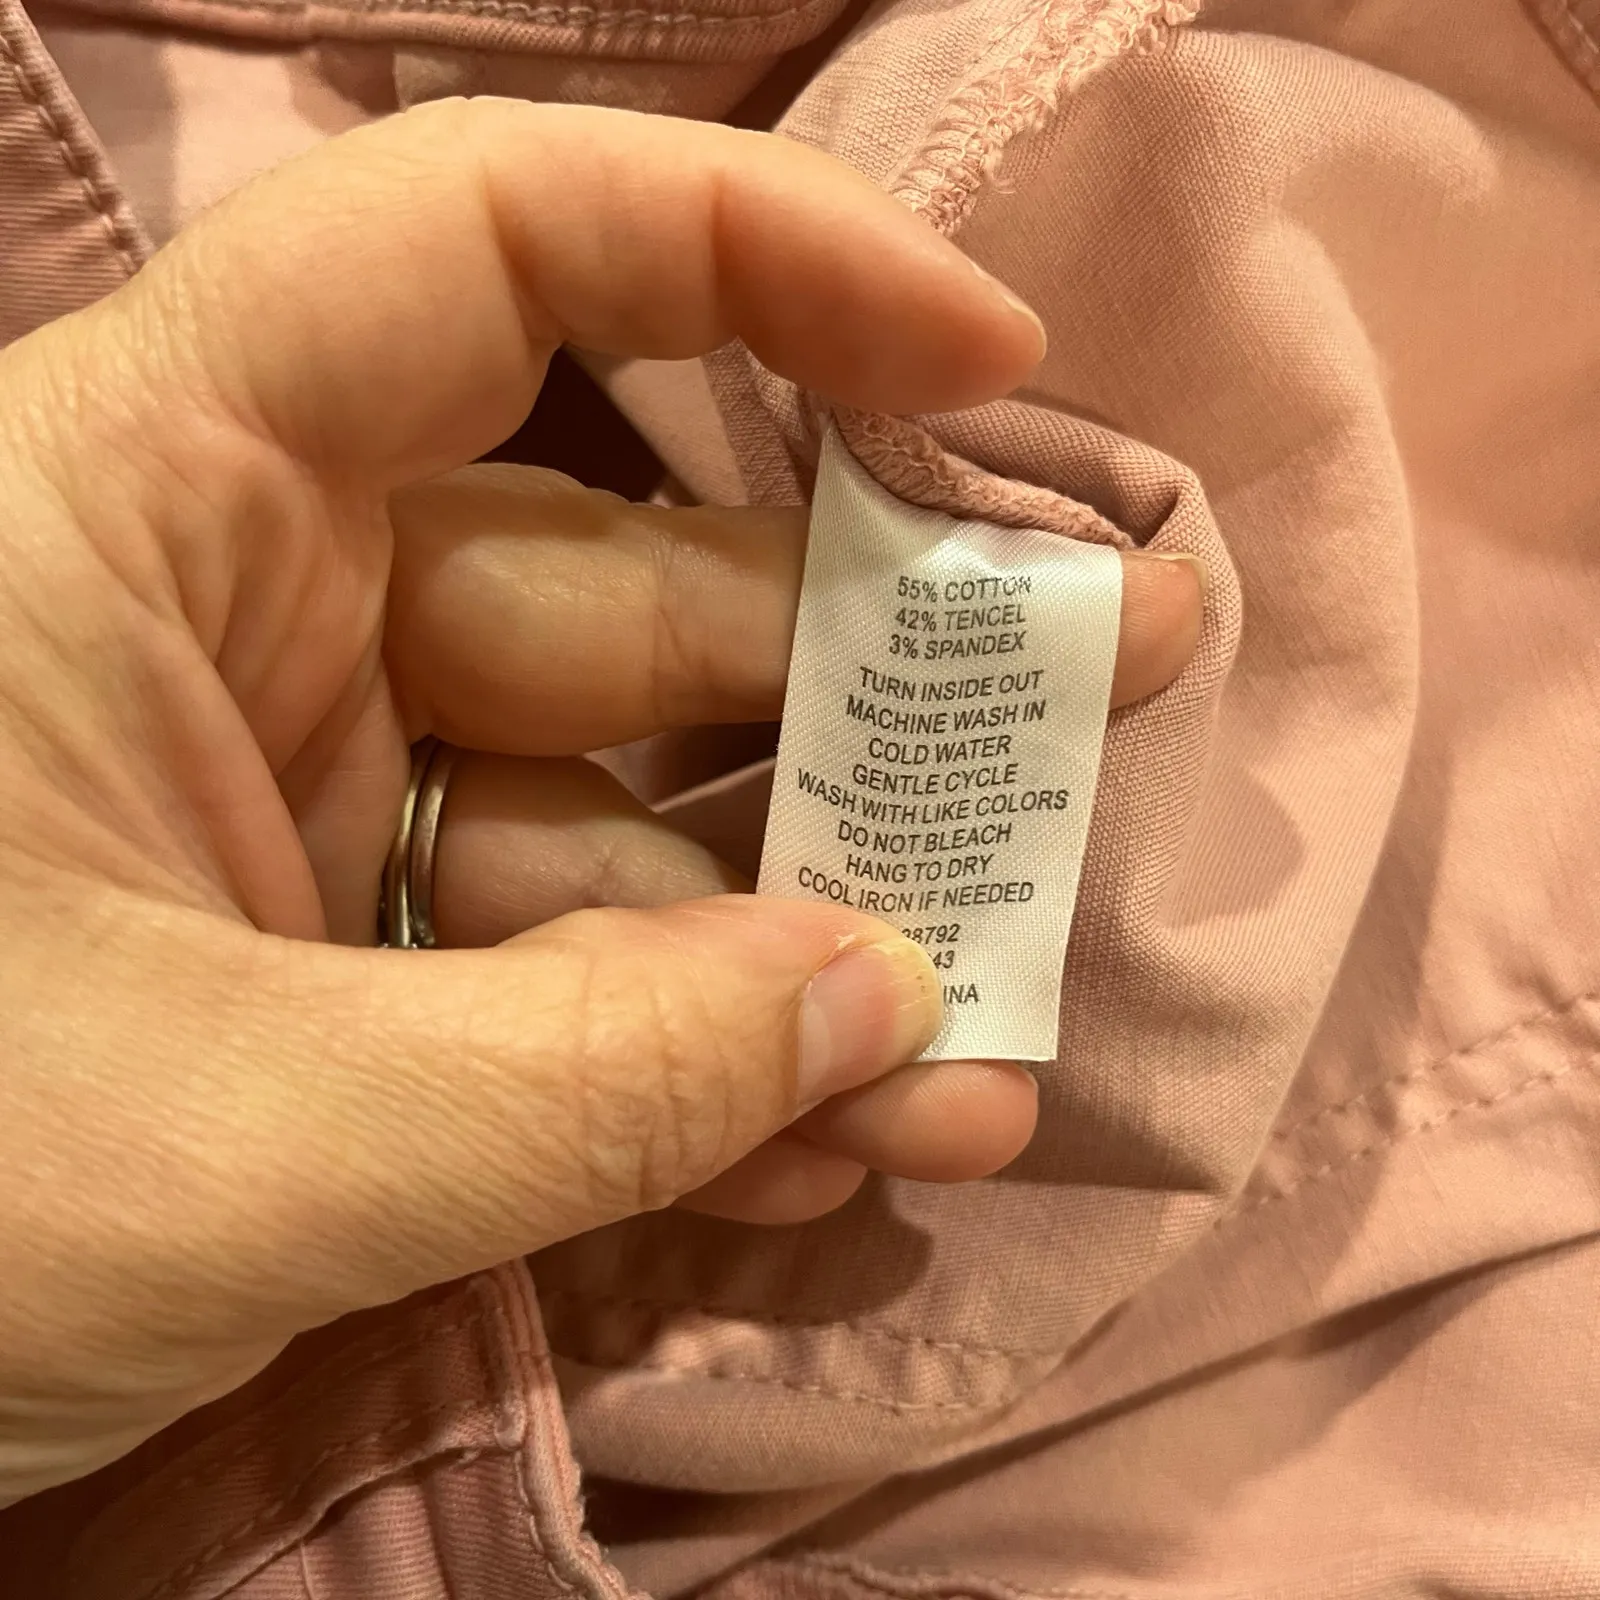 55% COTTON
42% TENCEL
3% SPANDEX
TURN INSIDE OUT
MACHINE WASH IN
COLD WATER
GENTLE CYCLE
WASH WITH LIKE COLORS
DO NOT BLEACH
HANG TO DRY
COOL IRON IF NEEDED